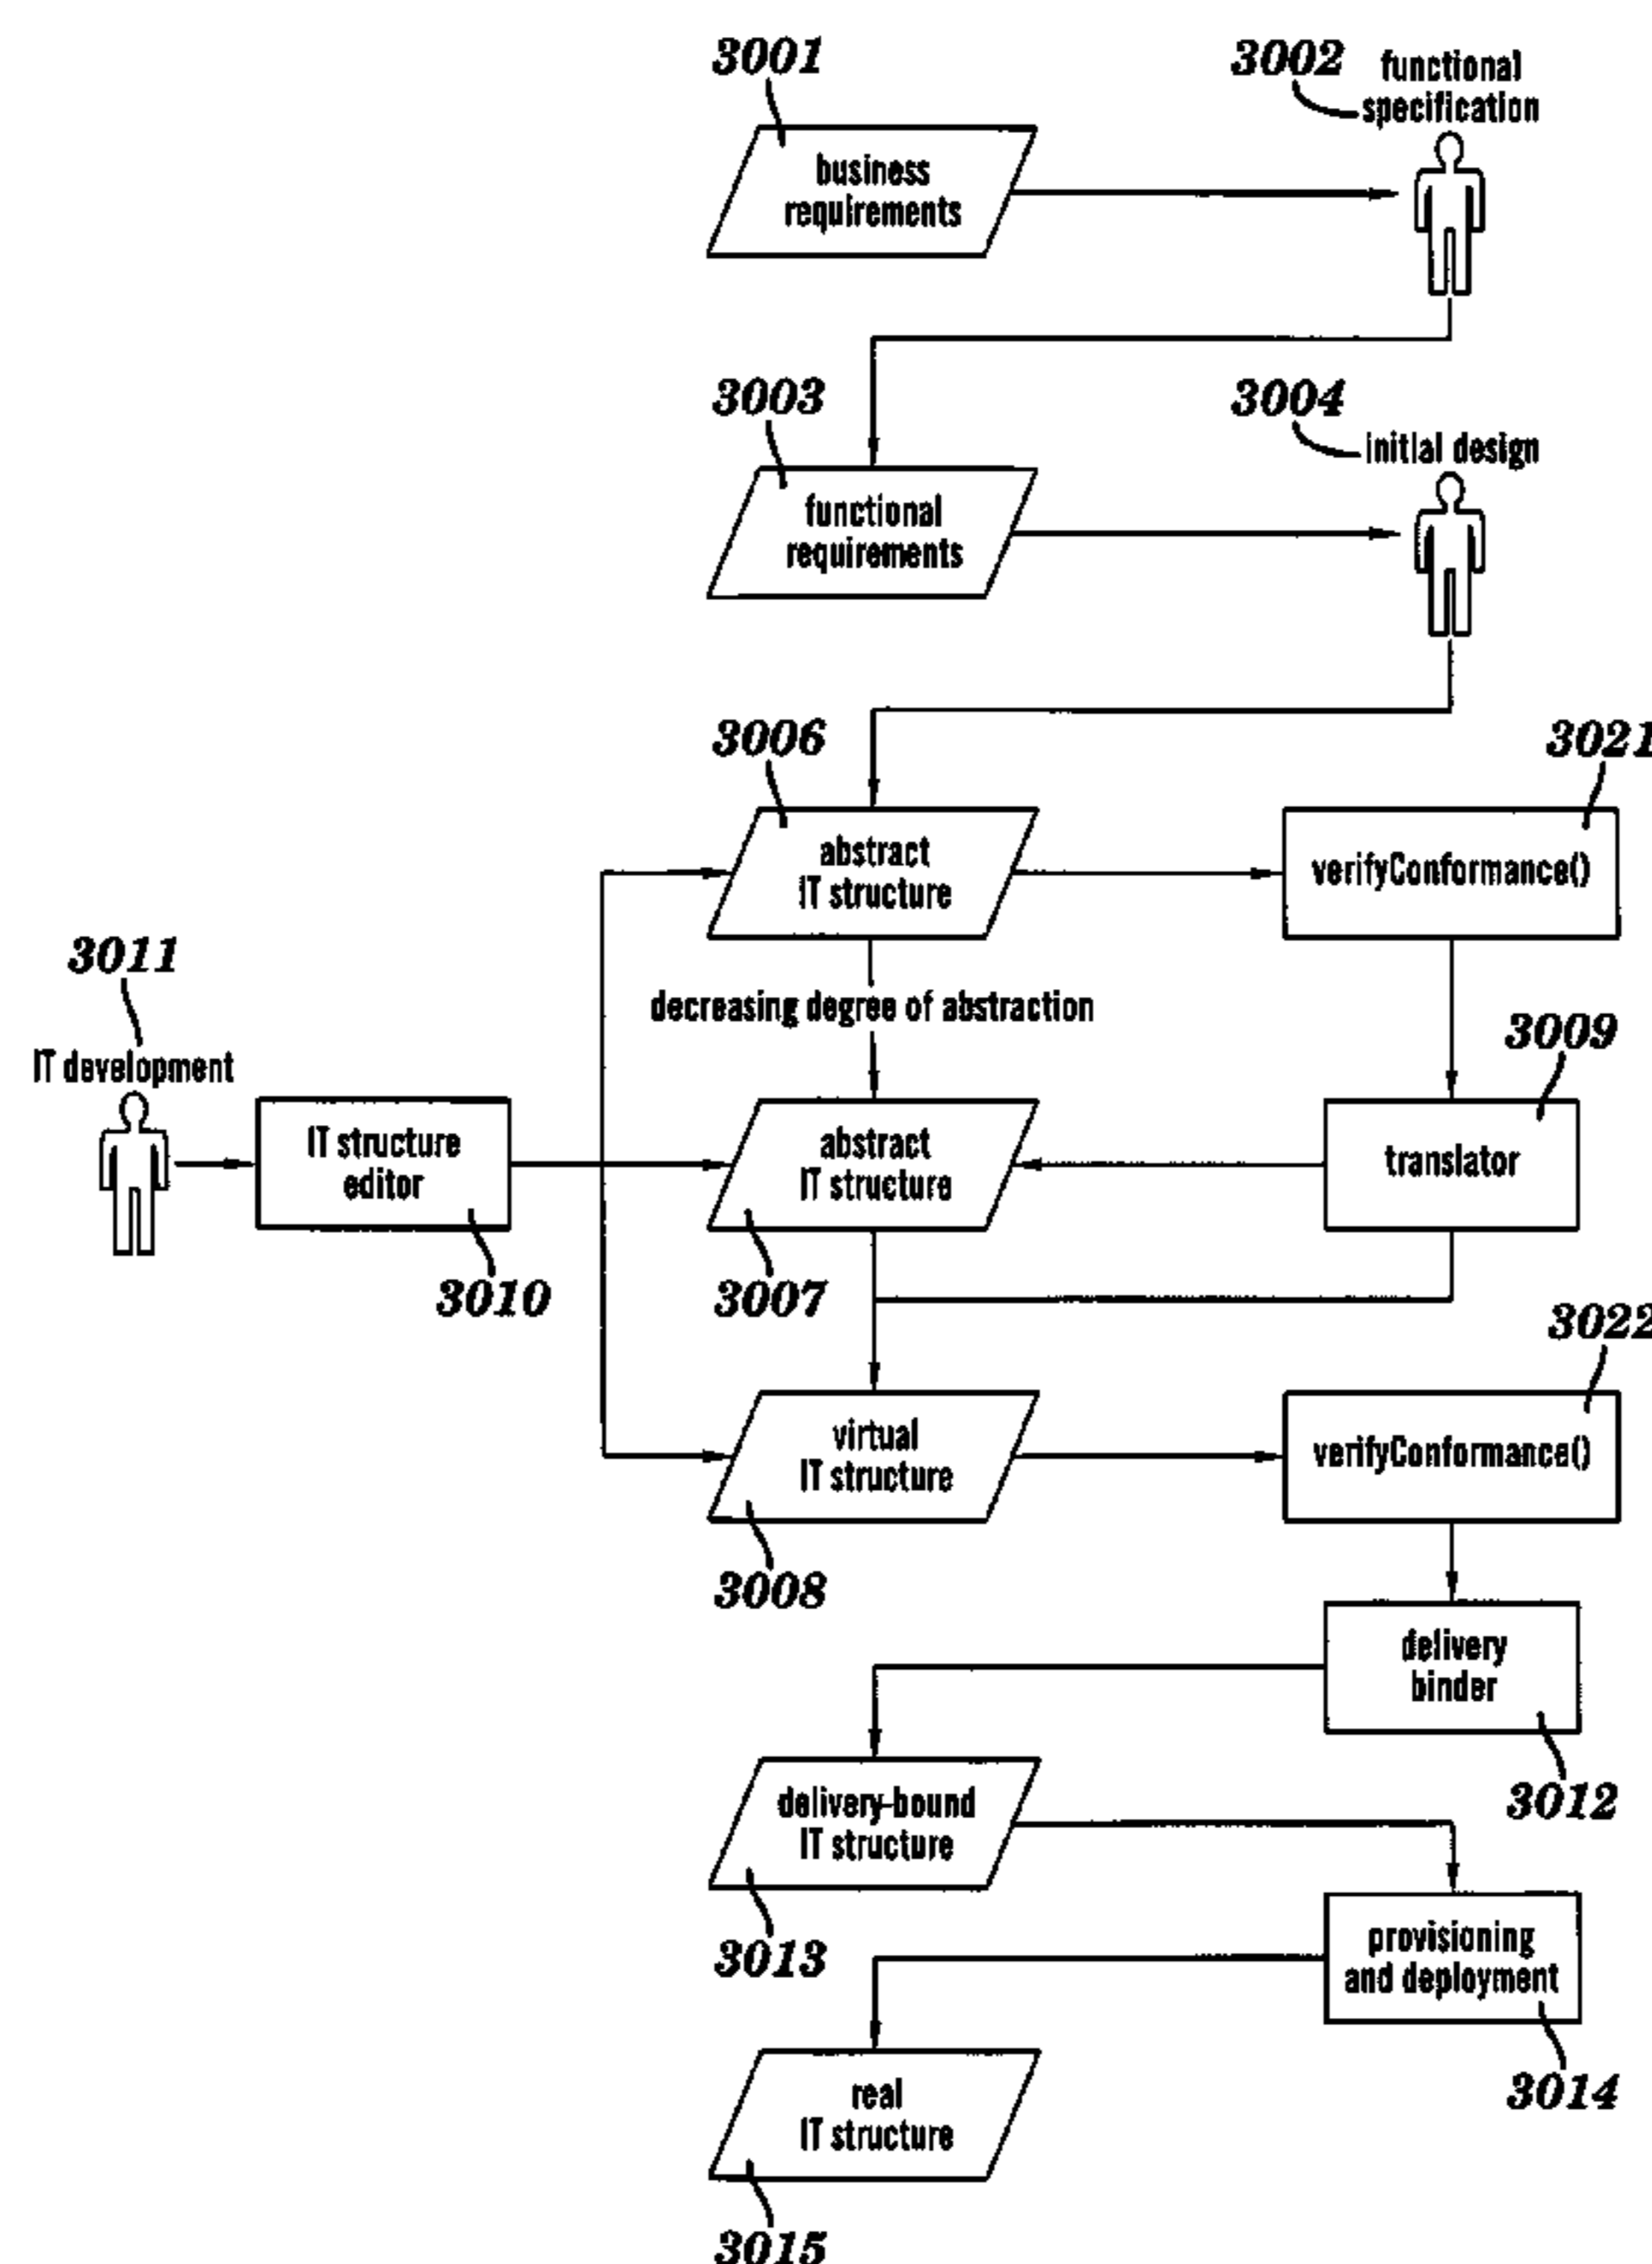 3001
3002
functional
specification
business
requirements
3003
3004
initial design
functional
requirements
3006
3021
abstract
IT structure
verifyConformance()
3011
decreasing degree of abstraction
3009
IT development
IT structure
editor
abstract
IT structure
translator
3010
3007
3022
virtual
IT structure
verifyConformance()
3008
delivery
binder
delivery-bound
IT structure
3012
3013
provisioning
and deployment
real
IT structure
3014
3015